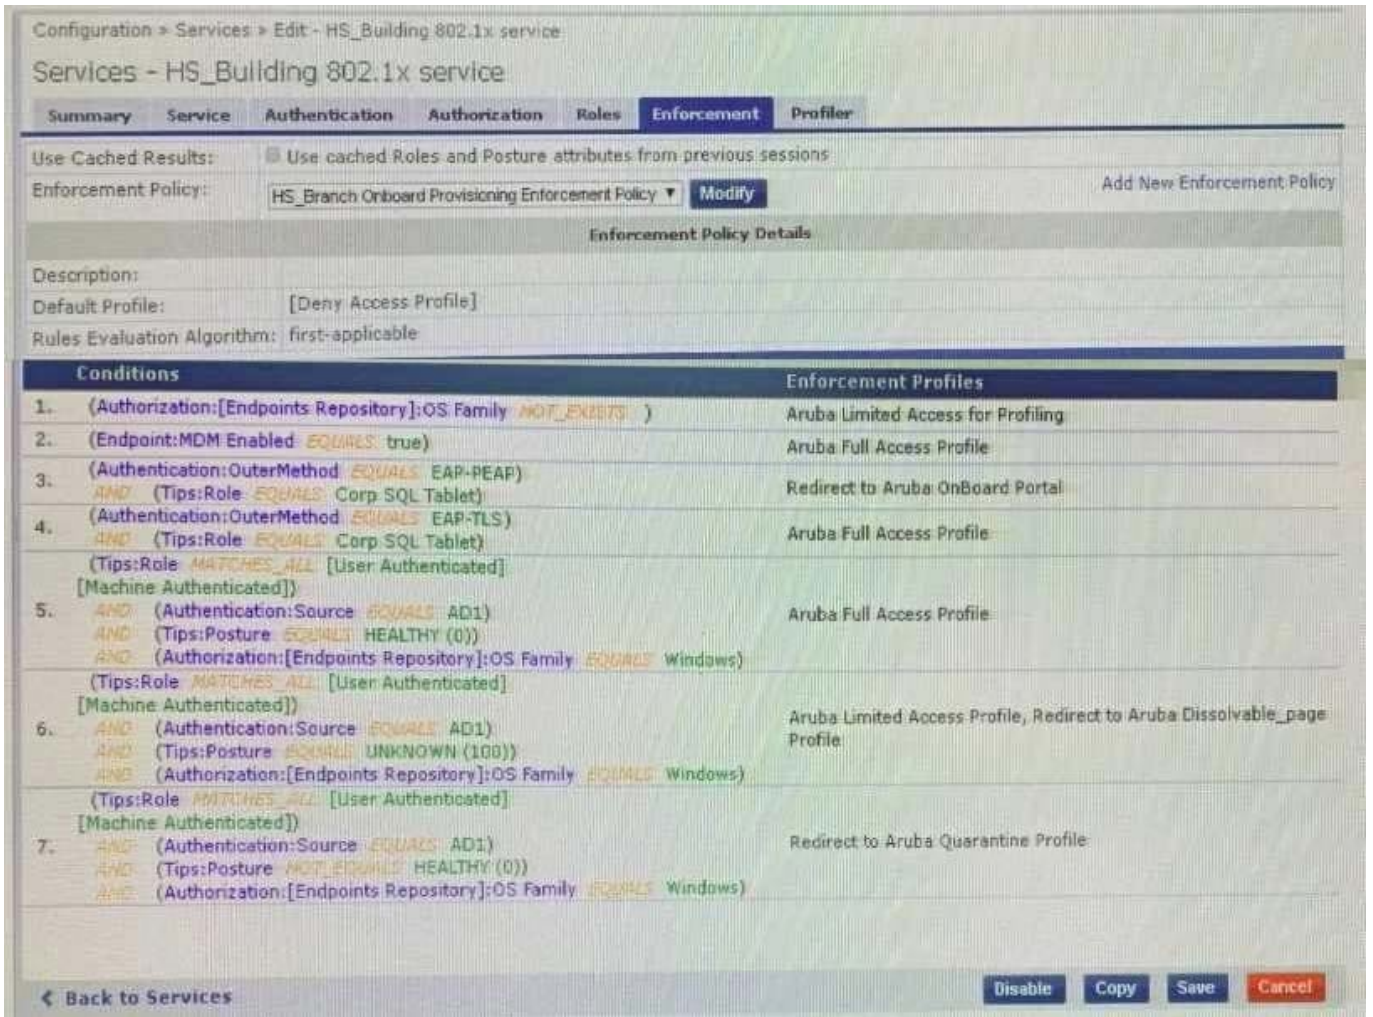 Configuration » Services » Edit - HS_Building 802.1x service
Services - HS_Building 802.1x service
Summary Service Authentication Authorization Roles Enforcement Profiler
Use Cached Results: Use cached Roles and Posture attributes from previous sessions
Enforcement Policy: HS_Branch Onboard Provisioning Enforcement Policy Modify Add New Enforcement Policy
Enforcement Policy Details
Description:
Default Profile: [Deny Access Profile]
Rules Evaluation Algorithm: first-applicable
Conditions Enforcement Profiles
1. (Authorization:[Endpoints Repository]:OS Family NOT_EXISTS ) Aruba Limited Access for Profiling
2. (Endpoint:MDM Enabled EQUALS true) Aruba Full Access Profile
3. (Authentication:OuterMethod EQUALS EAP-PEAP)
AND (Tips:Role EQUALS Corp SQL Tablet) Redirect to Aruba OnBoard Portal
4. (Authentication:OuterMethod EQUALS EAP-TLS)
AND (Tips:Role EQUALS Corp SQL Tablet) Aruba Full Access Profile
(Tips:Role MATCHES_ALL [User Authenticated]
[Machine Authenticated])
5. AND (Authentication:Source EQUALS AD1) Aruba Full Access Profile
AND (Tips:Posture EQUALS HEALTHY (0))
AND (Authorization:[Endpoints Repository]:OS Family EQUALS Windows)
(Tips:Role MATCHES_ALL [User Authenticated]
[Machine Authenticated])
6. AND (Authentication:Source EQUALS AD1) Aruba Limited Access Profile, Redirect to Aruba Dissolvable_page
AND (Tips:Posture EQUALS UNKNOWN (100)) Profile
AND (Authorization:[Endpoints Repository]:OS Family EQUALS Windows)
(Tips:Role MATCHES_ALL [User Authenticated]
[Machine Authenticated])
7. AND (Authentication:Source EQUALS AD1) Redirect to Aruba Quarantine Profile
AND (Tips:Posture NOT_EQUALS HEALTHY (0))
AND (Authorization:[Endpoints Repository]:OS Family EQUALS Windows)
Back to Services Disable Copy Save Cancel